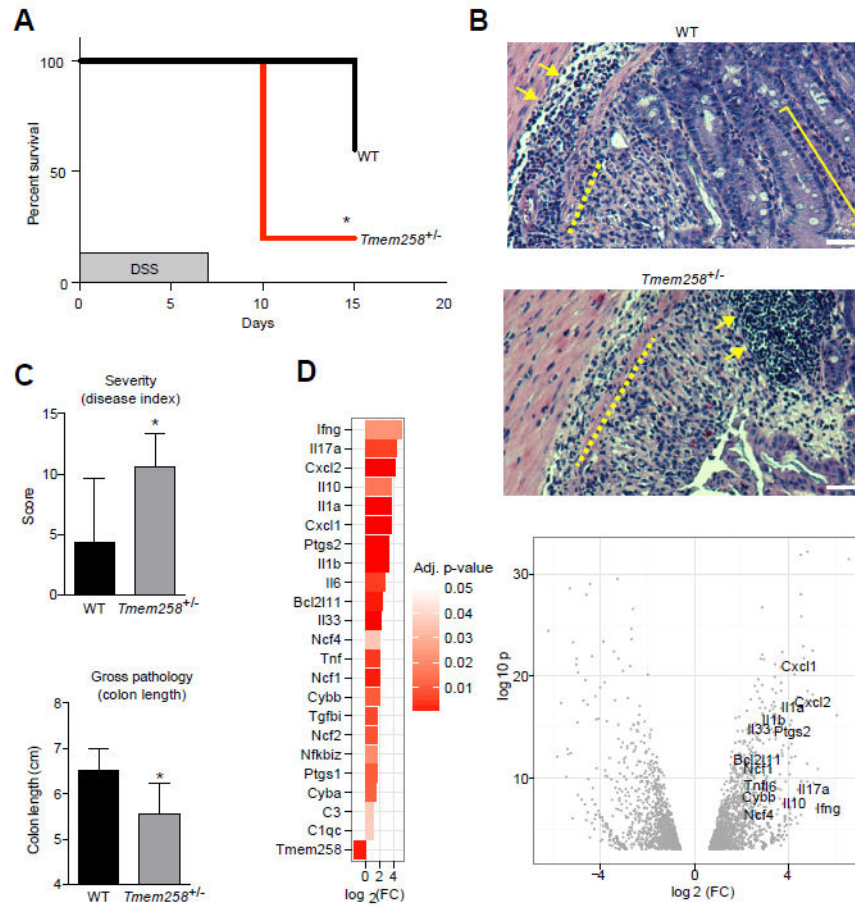 A
Percent survival
100
50
0
WT
*
Tmem258+/-
DSS
0
5
10
15
20
Days
B
WT
Tmem258+/-
C
Severity
(disease index)
Score
15
10
5
0
*
WT
Tmem258+/-
Gross pathology
(colon length)
Colon length (cm)
8
7
6
5
4
*
WT
Tmem258+/-
D
Ifng
Il17a
Cxcl2
Il10
Il1a
Cxcl1
Ptgs2
Il1b
Il6
Bcl2l11
Il33
Ncf4
Tnf
Ncf1
Cybb
Tgfbi
Ncf2
Nfkbiz
Ptgs1
Cyba
C3
C1qc
Tmem258
0 2 4
log 2(FC)
Adj. p-value
0.05
0.04
0.03
0.02
0.01
log10 p
30
20
10
Cxcl1
Cxcl2
Il1a
Il1b
Il33
Ptgs2
Bcl2l11
Ncf1
Tnf
Il6
Il17a
Cybb
Il10
Ifng
Ncf4
-4
0
4
log 2 (FC)